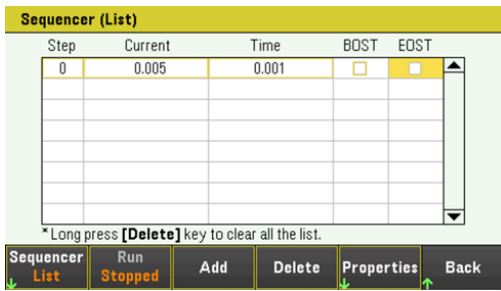 Sequencer (List)
Step Current Time BOST EOST
0 0.005 0.001
*Long press [Delete] key to clear all the list.
Sequencer Run Add Delete Properties Back
List Stopped